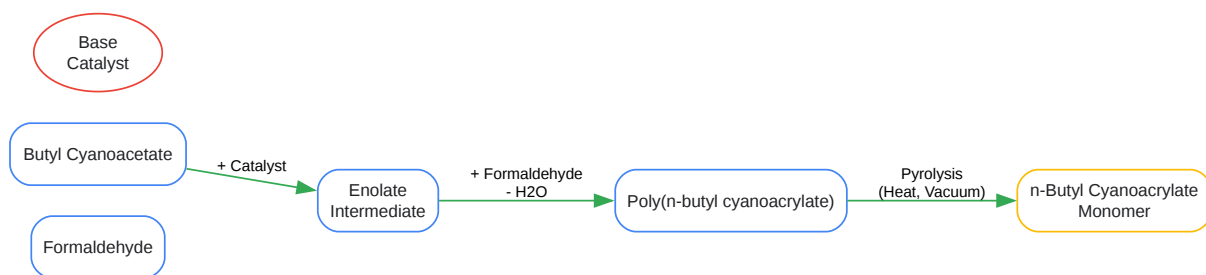 Base
Catalyst
Butyl Cyanoacetate
Formaldehyde
+ Catalyst
Enolate
Intermediate
+ Formaldehyde
- H2O
Poly(n-butyl cyanoacrylate)
Pyrolysis
(Heat, Vacuum)
n-Butyl Cyanoacrylate
Monomer